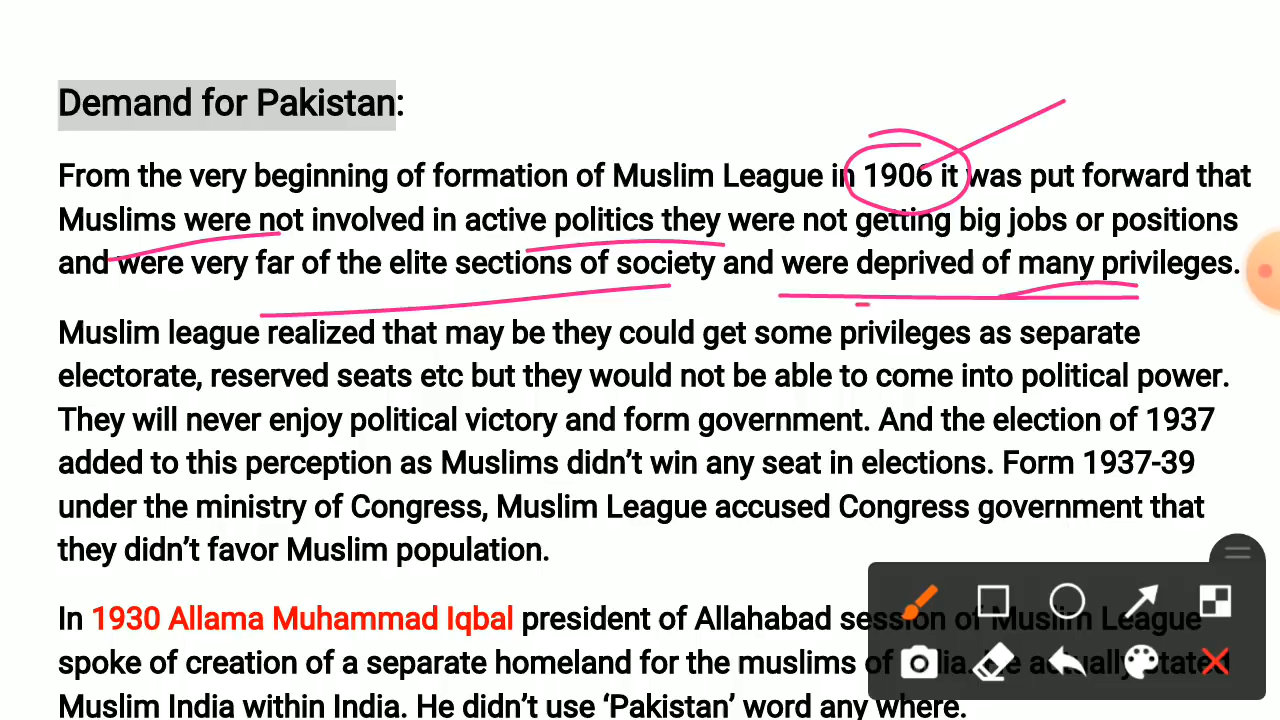 Demand for Pakistan:
From the very beginning of formation of Muslim League in 1906 it was put forward that
Muslims were not involved in active politics they were not getting big jobs or positions
and were very far of the elite sections of society and were deprived of many privileges.
Muslim league realized that may be they could get some privileges as separate
electorate, reserved seats etc but they would not be able to come into political power.
They will never enjoy political victory and form government. And the election of 1937
added to this perception as Muslims didn't win any seat in elections. Form 1937-39
under the ministry of Congress, Muslim League accused Congress government that
they didn't favor Muslim population.
In 1930 Allama Muhammad Iqbal president of Allahabad session of Muslim League
spoke of creation of a separate homeland for the muslims of He actually stated
Muslim India within India. He didn't use 'Pakistan' word any where.